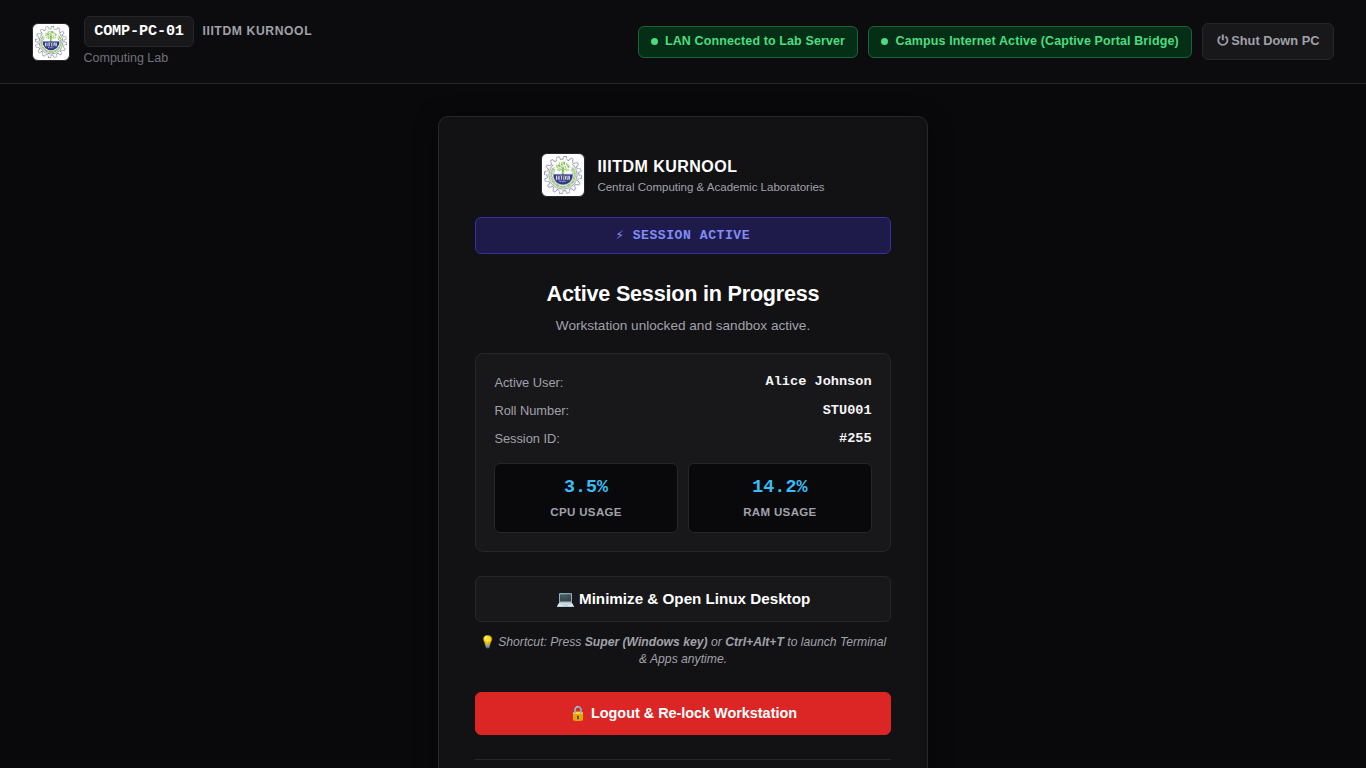 COMP-PC-01 IIITDM KURNOOL
Computing Lab
LAN Connected to Lab Server
Campus Internet Active (Captive Portal Bridge)
Shut Down PC
IIITDM KURNOOL
Central Computing & Academic Laboratories
⚡ SESSION ACTIVE
Active Session in Progress
Workstation unlocked and sandbox active.
Active User: Alice Johnson
Roll Number: STU001
Session ID: #255
3.5%
CPU USAGE
14.2%
RAM USAGE
💻 Minimize & Open Linux Desktop
💡 Shortcut: Press Super (Windows key) or Ctrl+Alt+T to launch Terminal
& Apps anytime.
🔒 Logout & Re-lock Workstation